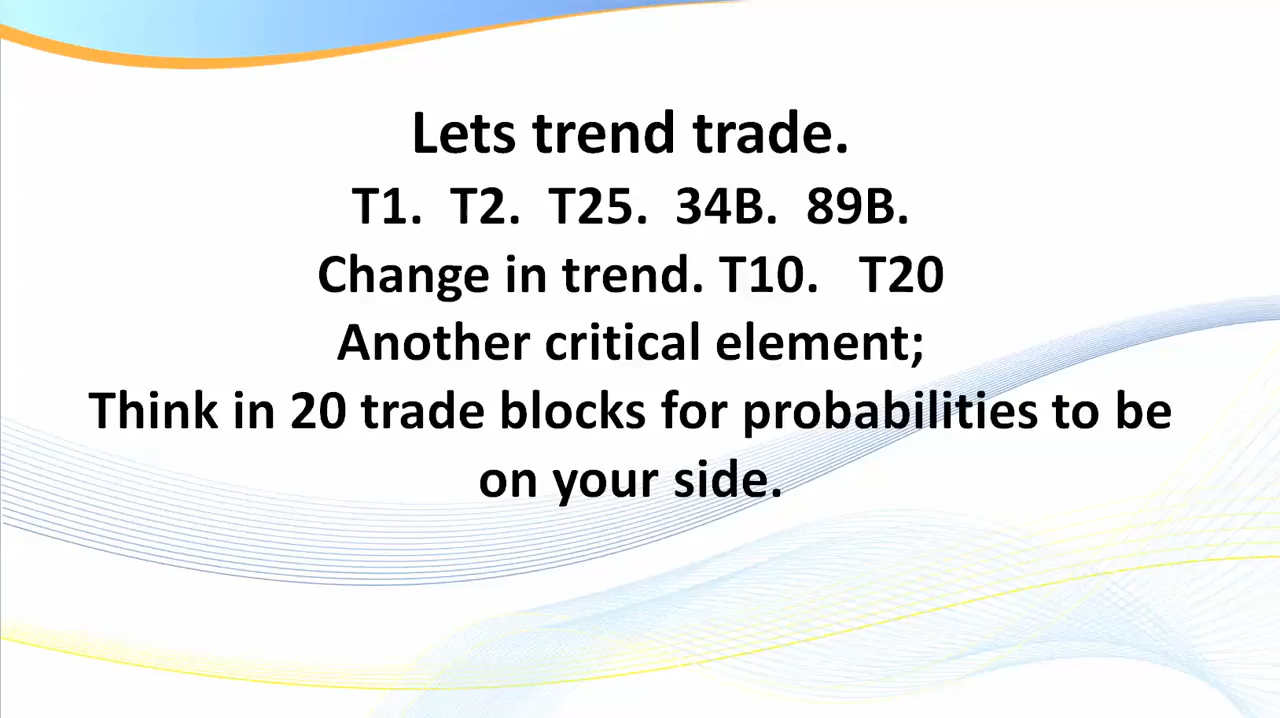 Lets trend trade.
T1.  T2.  T25.  34B.  89B.
Change in trend. T10.   T20
Another critical element;
Think in 20 trade blocks for probabilities to be
on your side.